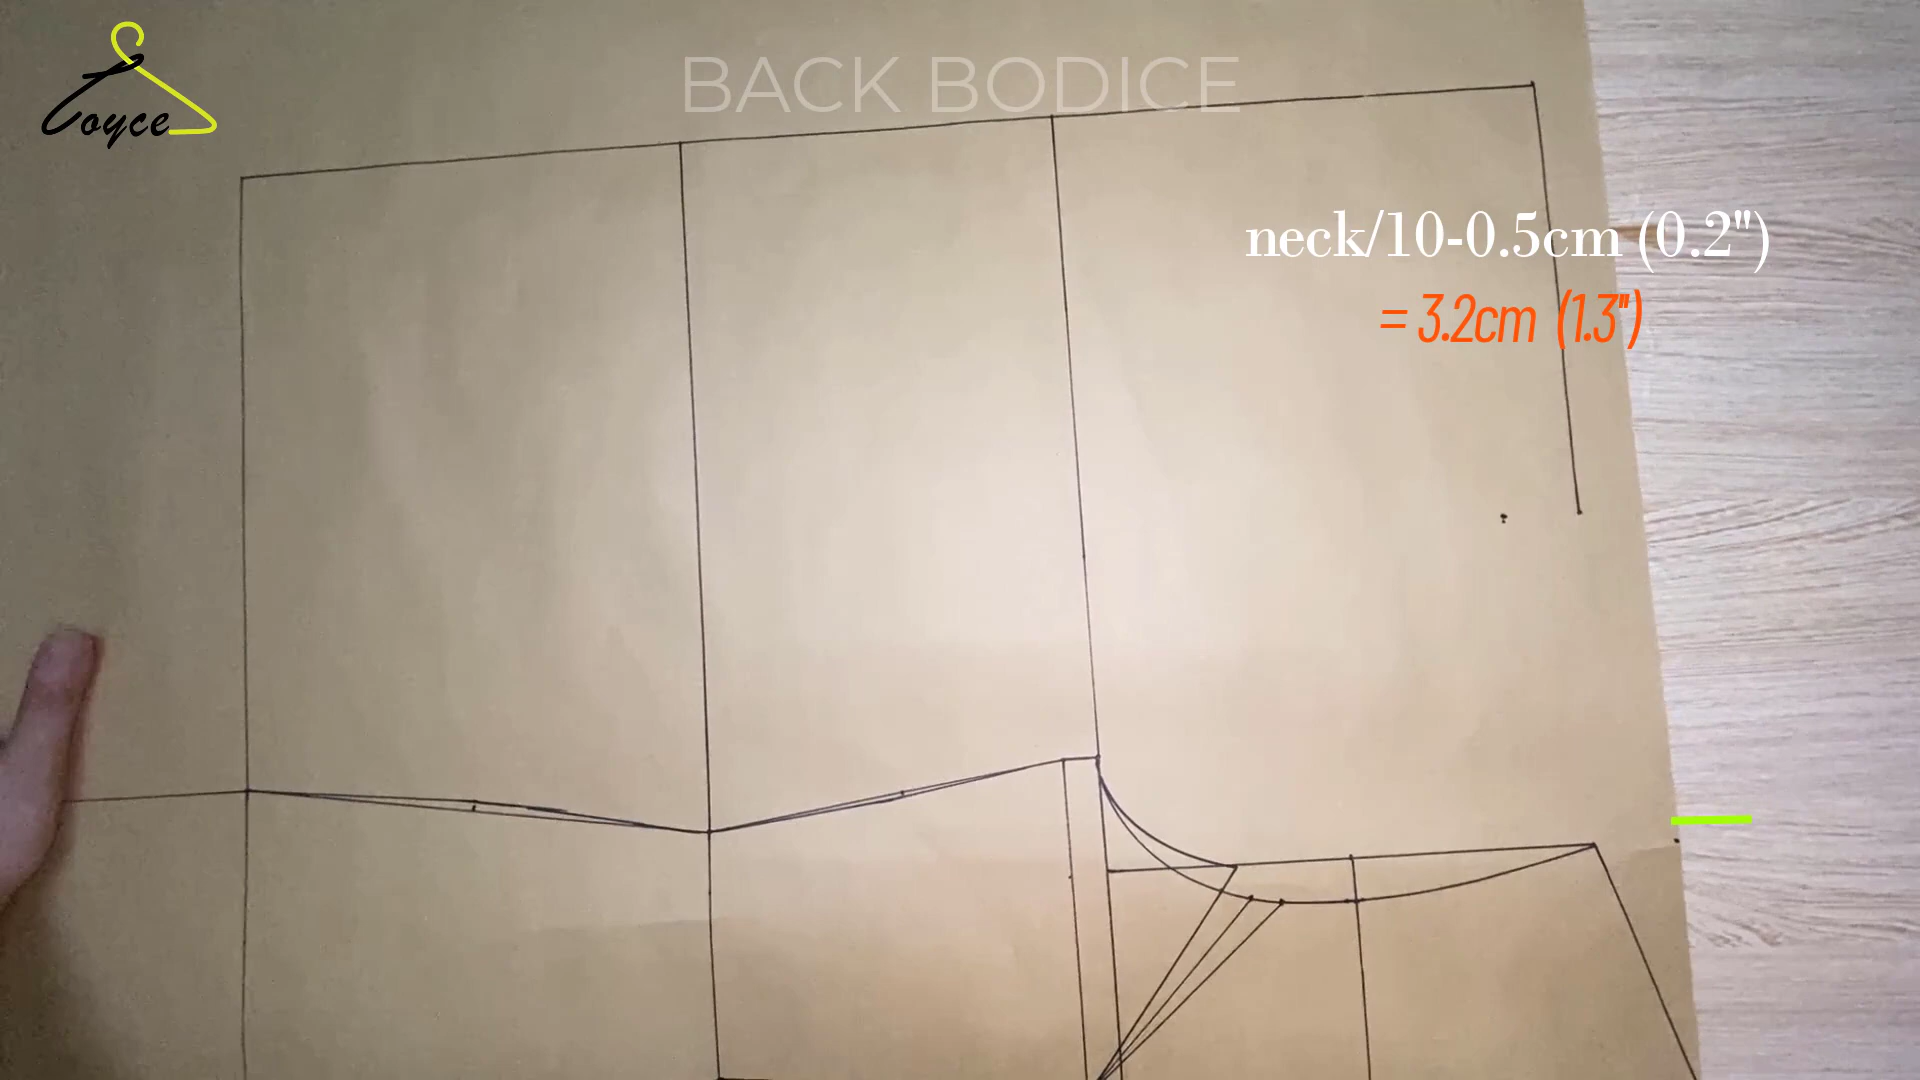 Coyce
BACK BODICE
neck/10-0.5cm (0.2")
= 3.2cm (1.3")